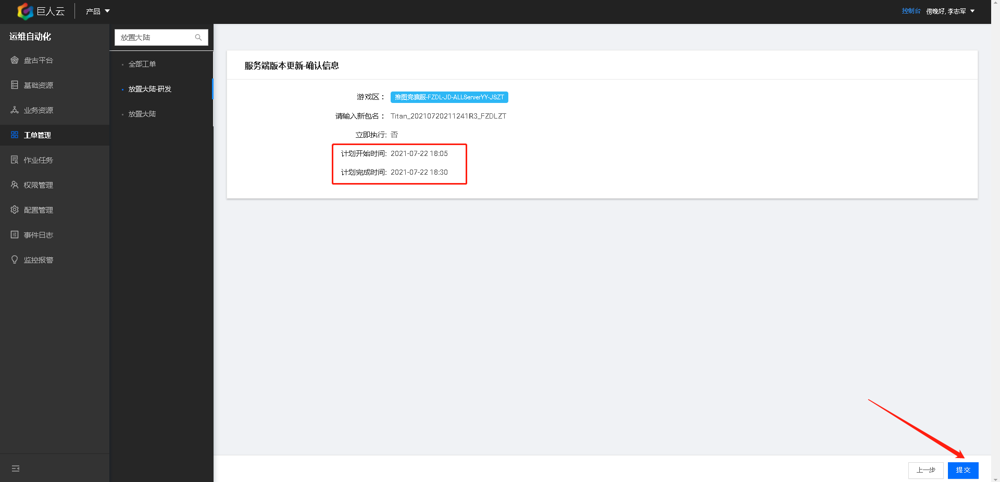 巨人云
产品
控制台 傍晚好, 李志军
运维自动化
盘古平台
基础资源
业务资源
工单管理
作业任务
权限管理
配置管理
事件日志
监控报警
放置大陆
全部工单
放置大陆-研发
放置大陆
服务端版本更新-确认信息
游戏区： 推图竞赛服-FZDL-JD-ALLServerYY-JSZT
请输入新包名： Titan_20210720211241R3_FZDLZT
立即执行: 否
计划开始时间: 2021-07-22 18:05
计划完成时间: 2021-07-22 18:30
上一步 提交